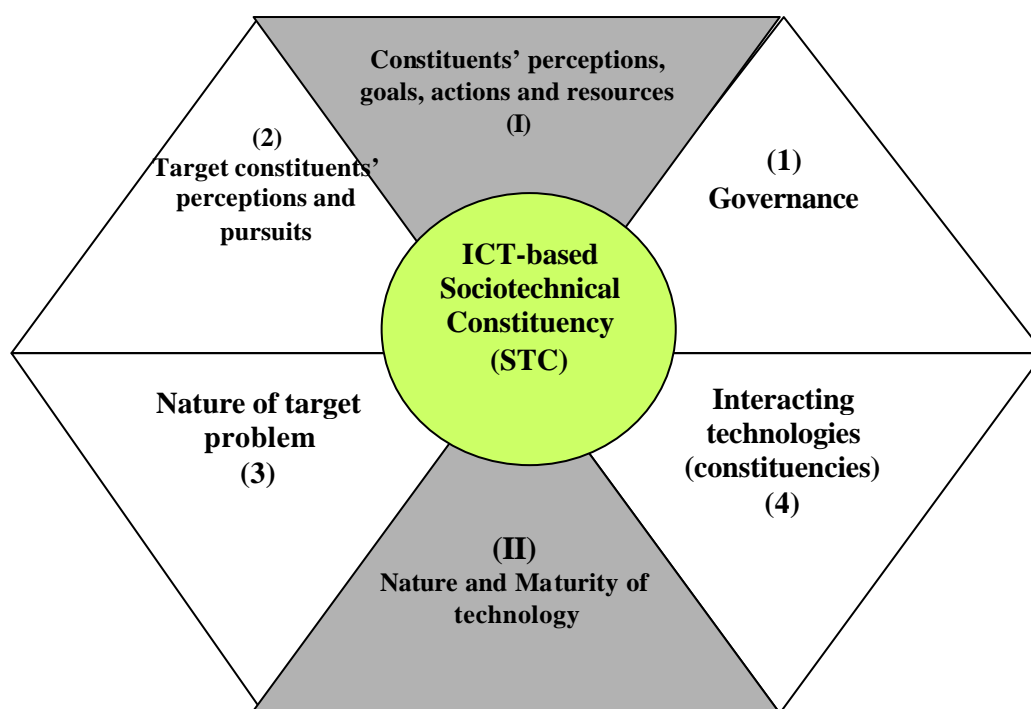 Constituents’ perceptions,
goals, actions and resources
(I)
(2)
Target constituents’
perceptions and
pursuits
(1)
Governance
ICT-based
Sociotechnical
Constituency
(STC)
Nature of target
problem
(3)
Interacting
technologies
(constituencies)
(4)
(II)
Nature and Maturity of
technology